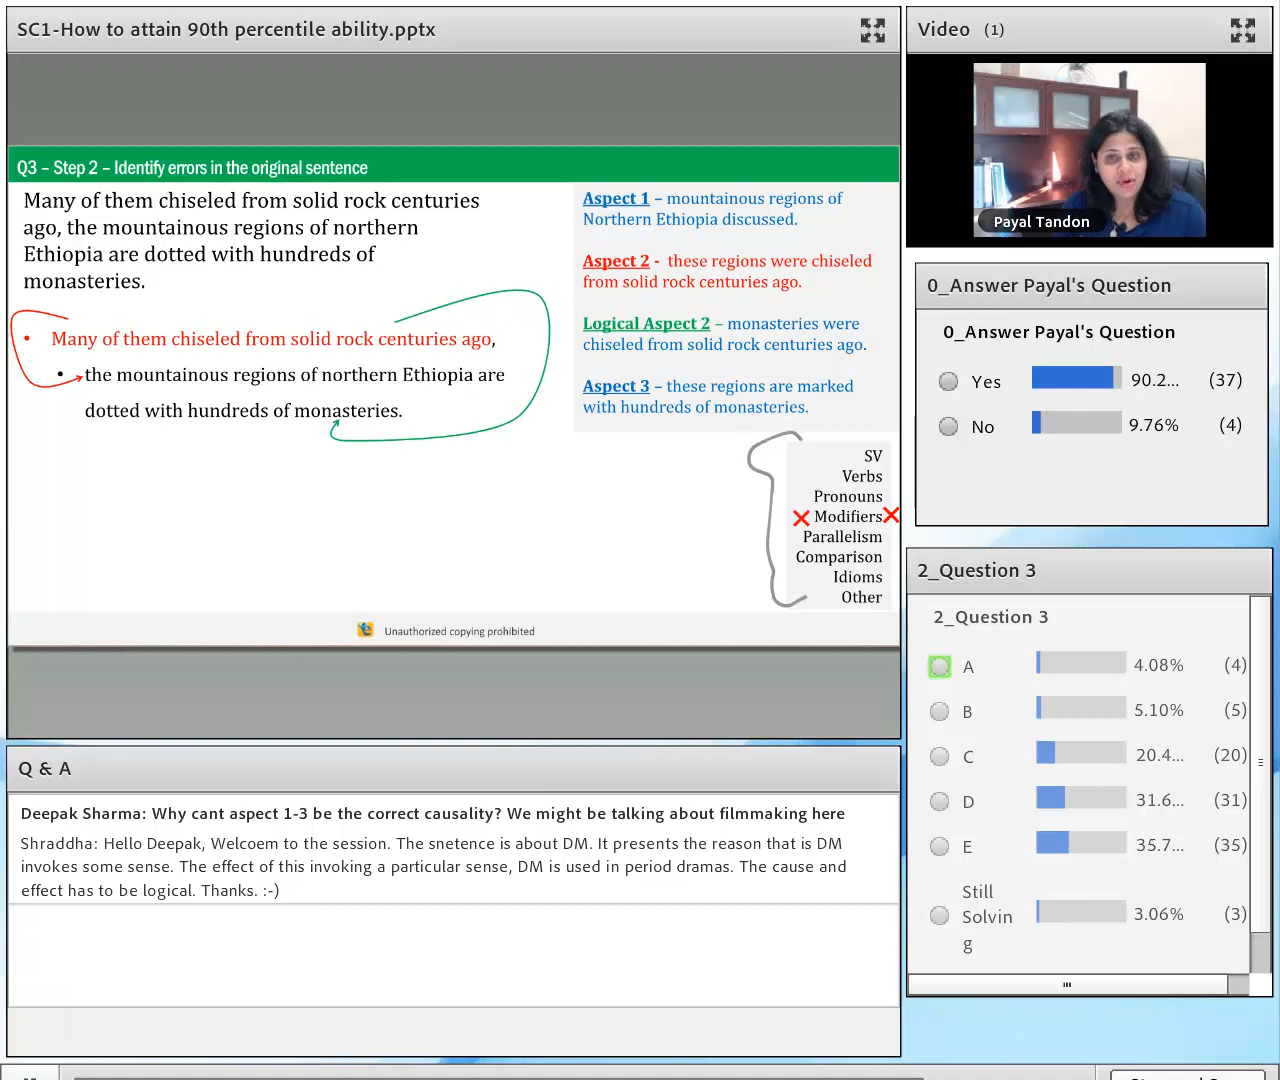 SC1-How to attain 90th percentile ability.pptx
Q3 – Step 2 – Identify errors in the original sentence
Many of them chiseled from solid rock centuries
ago, the mountainous regions of northern
Ethiopia are dotted with hundreds of
monasteries.
• Many of them chiseled from solid rock centuries ago,
• the mountainous regions of northern Ethiopia are
dotted with hundreds of monasteries.
Aspect 1 – mountainous regions of
Northern Ethiopia discussed.
Aspect 2 - these regions were chiseled
from solid rock centuries ago.
Logical Aspect 2 – monasteries were
chiseled from solid rock centuries ago.
Aspect 3 – these regions are marked
with hundreds of monasteries.
SV
Verbs
Pronouns
Modifiers
Parallelism
Comparison
Idioms
Other
Unauthorized copying prohibited
Q & A
Deepak Sharma: Why cant aspect 1-3 be the correct causality? We might be talking about filmmaking here
Shraddha: Hello Deepak, Welcoem to the session. The snetence is about DM. It presents the reason that is DM
invokes some sense. The effect of this invoking a particular sense, DM is used in period dramas. The cause and
effect has to be logical. Thanks. :-)
Video (1)
Payal Tandon
0_Answer Payal's Question
0_Answer Payal's Question
Yes 90.2... (37)
No 9.76% (4)
2_Question 3
2_Question 3
A 4.08% (4)
B 5.10% (5)
C 20.4... (20)
D 31.6... (31)
E 35.7... (35)
Still
Solvin
g 3.06% (3)